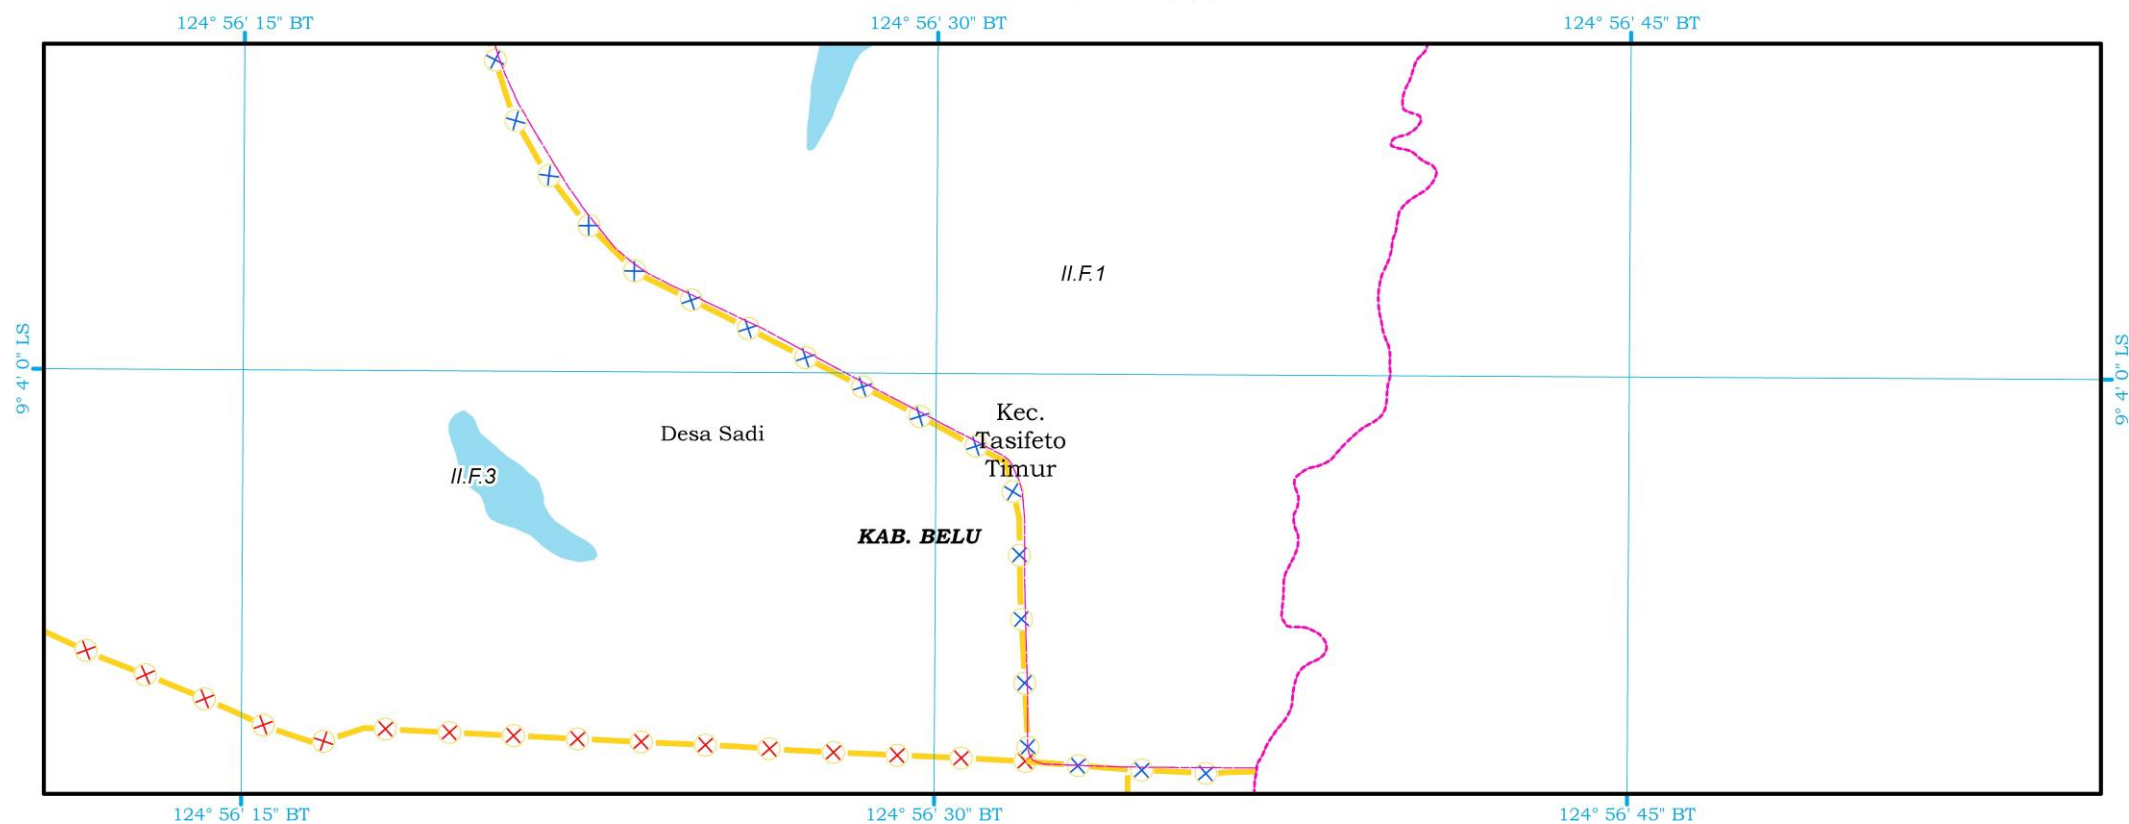 124° 56' 15" BT
124° 56' 30" BT
124° 56' 45" BT
II.F.1
9° 4' 0" LS
9° 4' 0" LS
Kec.
Tasifeto
Timur
Desa Sadi
II.F.3
KAB. BELU
124° 56' 15" BT
124° 56' 30" BT
124° 56' 45" BT